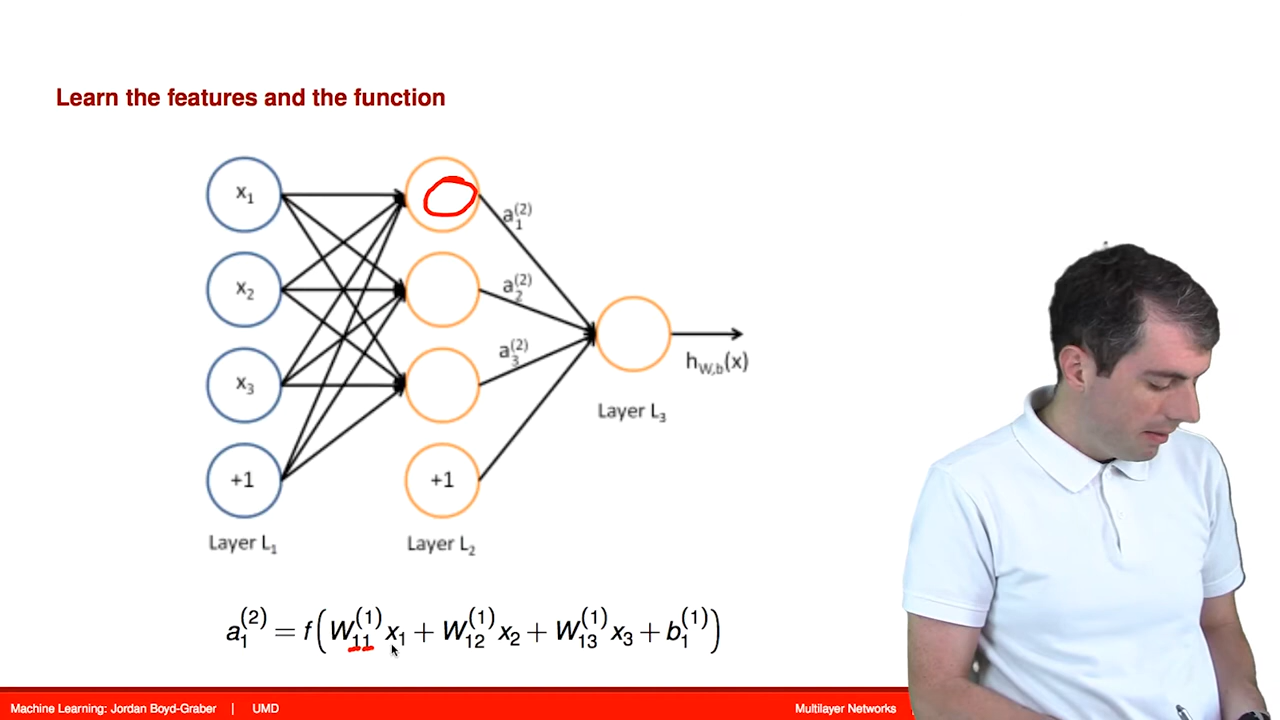 Learn the features and the function
x₁
x₂
x₃
+1
Layer L₁
+1
Layer L₂
a₁⁽²⁾
a₂⁽²⁾
a₃⁽²⁾
h_{W,b}(x)
Layer L₃
a₁⁽²⁾ = f(W₁₁⁽¹⁾x₁ + W₁₂⁽¹⁾x₂ + W₁₃⁽¹⁾x₃ + b₁⁽¹⁾)
Machine Learning: Jordan Boyd-Graber | UMD
Multilayer Networks |